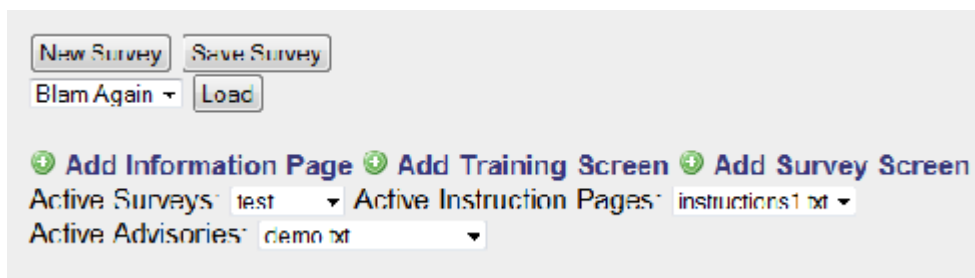 New Survey Save Survey
Blam Again Load
Add Information Page Add Training Screen Add Survey Screen
Active Surveys: test Active Instruction Pages: instructions1.txt
Active Advisories: demo.txt